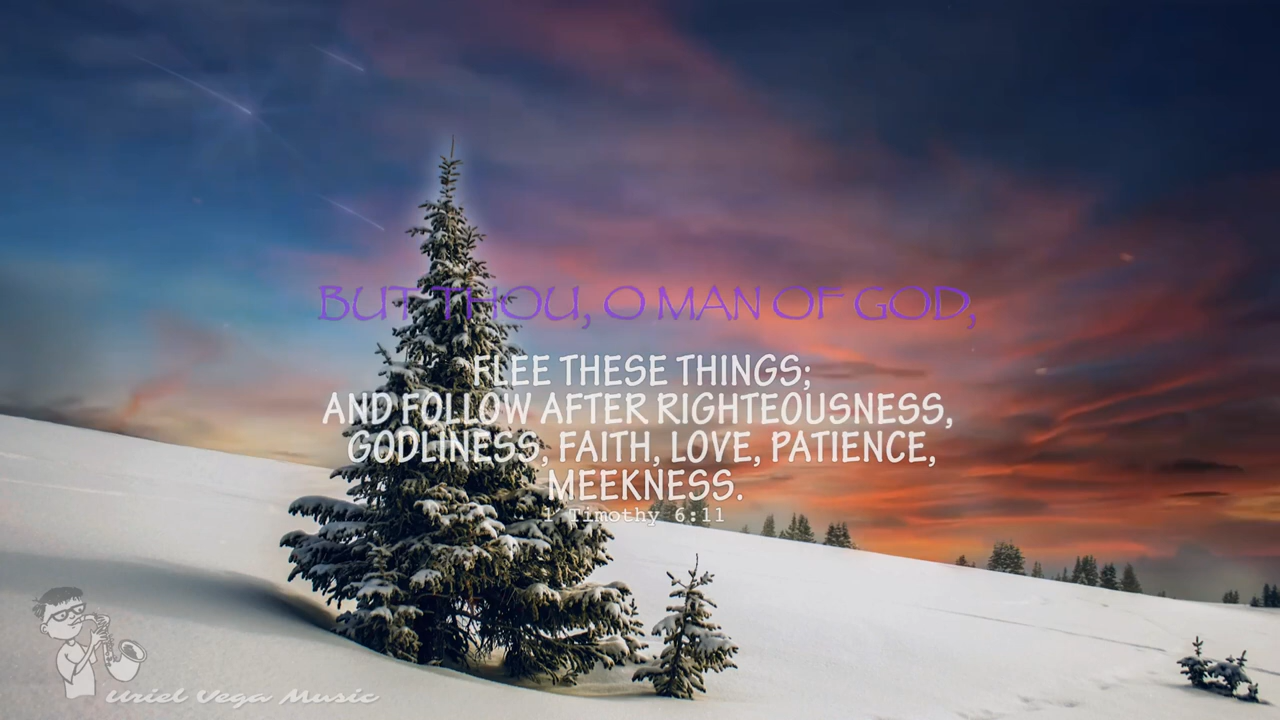 BUT THOU, O MAN OF GOD,
FLEE THESE THINGS;
AND FOLLOW AFTER RIGHTEOUSNESS,
GODLINESS, FAITH, LOVE, PATIENCE,
MEEKNESS.
1 Timothy 6:11
Uriel Vega Music